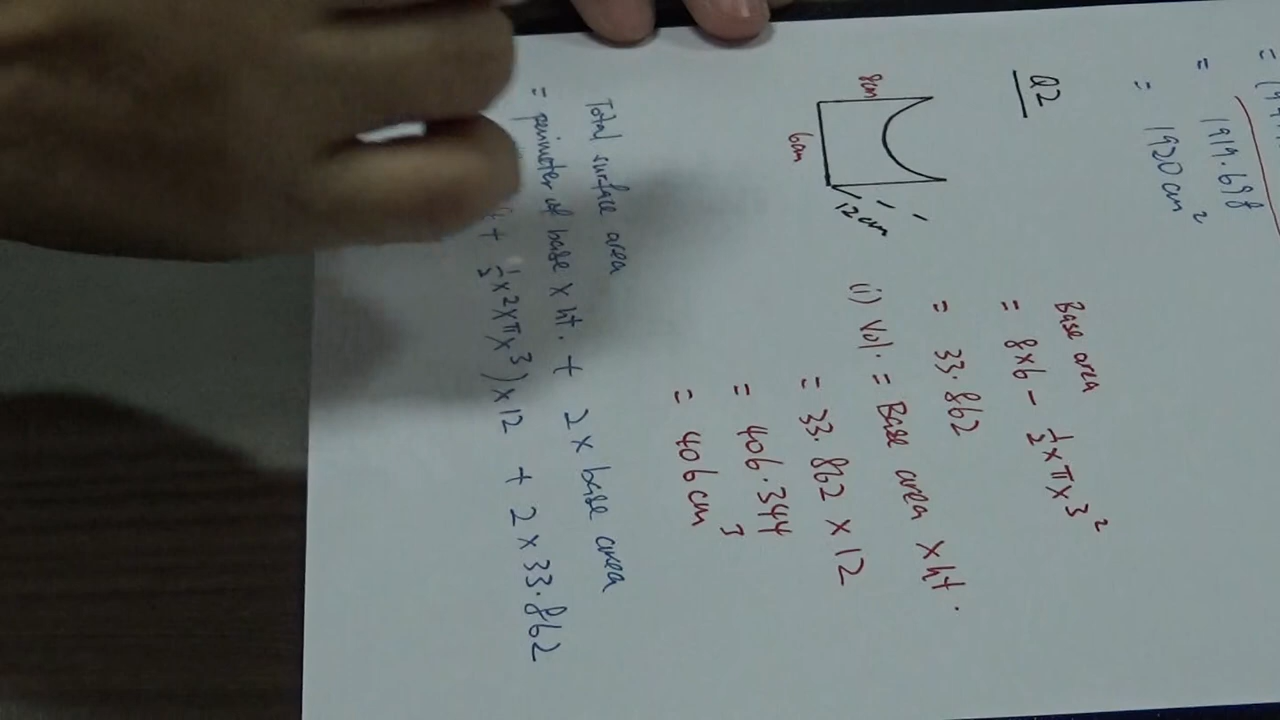 = 1919.698
= 1920 cm²
Q2
8cm
6cm
12cm
Base area
= 8x6 - ½ x π x 3²
= 33.862
(i) Vol. = Base area x ht.
= 33.862 x 12
= 406.344
= 406 cm³
Total surface area
= perimeter of base x ht. + 2 x base area
+ ½ x 2 x π x 3) x 12 + 2 x 33.862